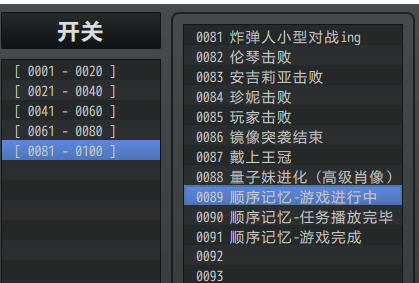 开关
[ 0001 - 0020 ]
[ 0021 - 0040 ]
[ 0041 - 0060 ]
[ 0061 - 0080 ]
[ 0081 - 0100 ]
0081 炸弹人小型对战ing
0082 伦琴击败
0083 安吉莉亚击败
0084 珍妮击败
0085 玩家击败
0086 镜像突袭结束
0087 戴上王冠
0088 量子妹进化（高级肖像）
0089 顺序记忆-游戏进行中
0090 顺序记忆-任务播放完毕
0091 顺序记忆-游戏完成
0092
0093